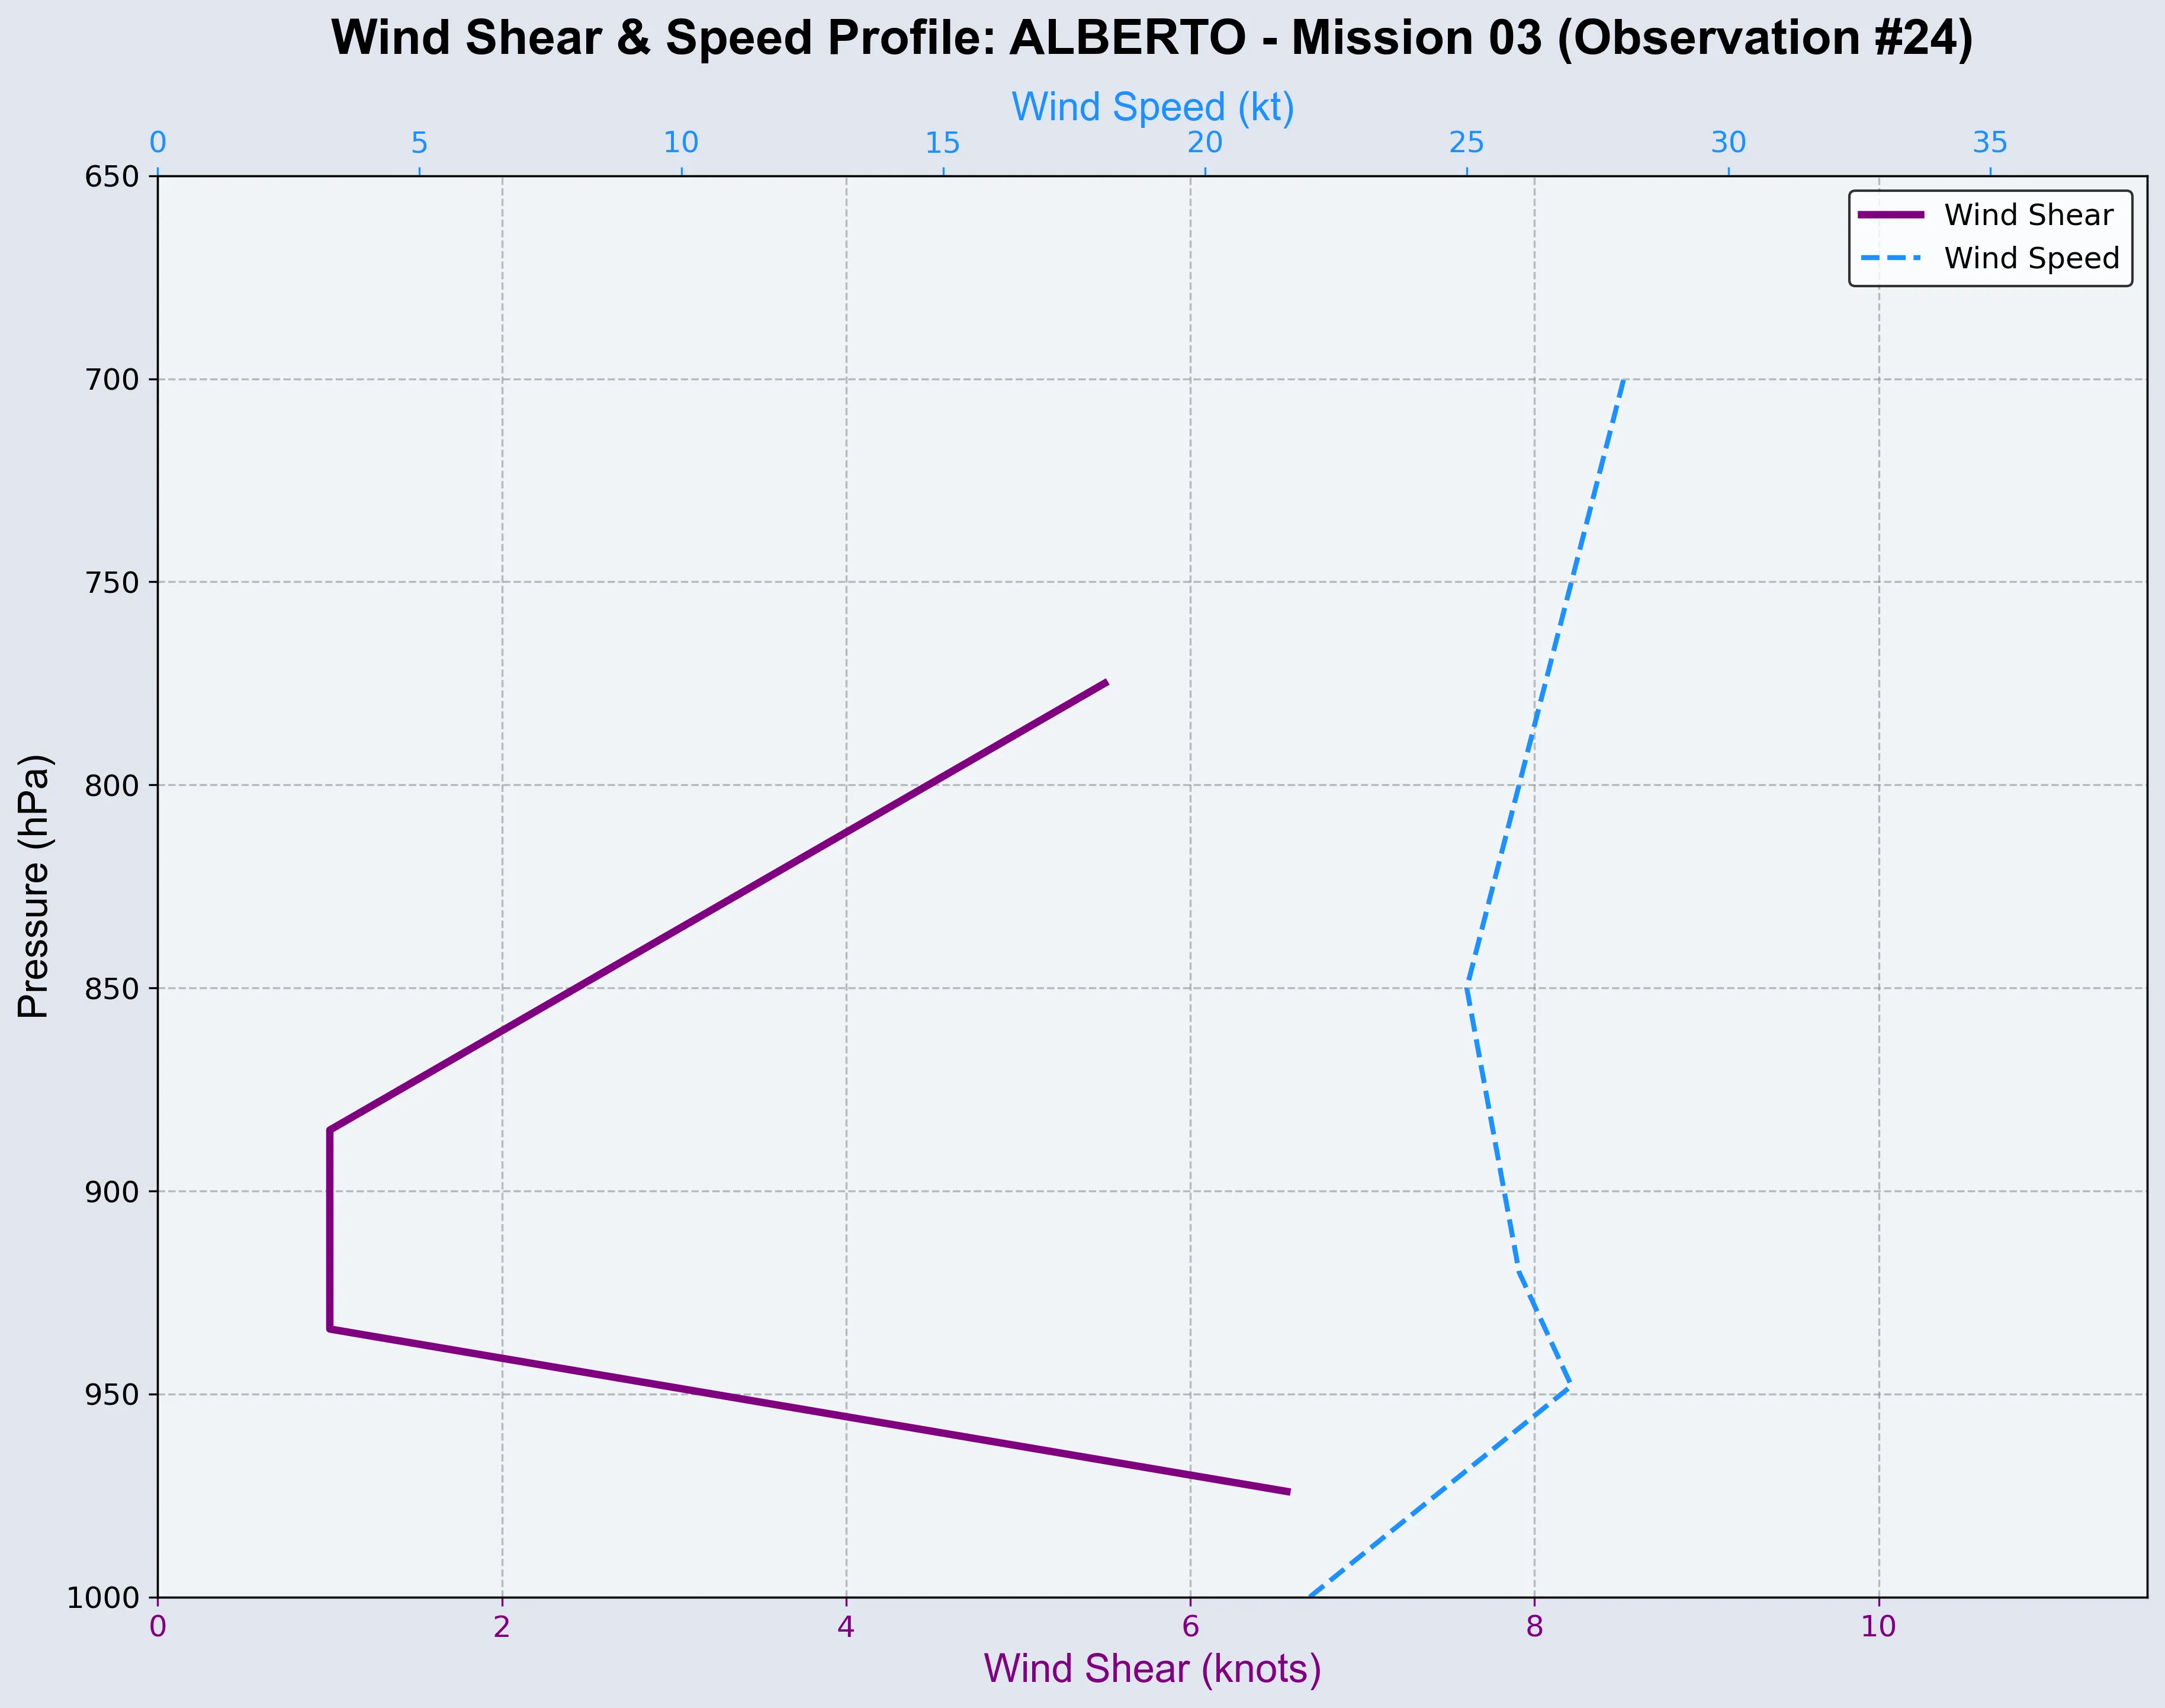 Wind Shear & Speed Profile: ALBERTO - Mission 03 (Observation #24)
Wind Speed (kt)
0 5 10 15 20 25 30 35
650
Wind Shear
Wind Speed
700
750
800
850
900
950
1000
Pressure (hPa)
0 2 4 6 8 10
Wind Shear (knots)